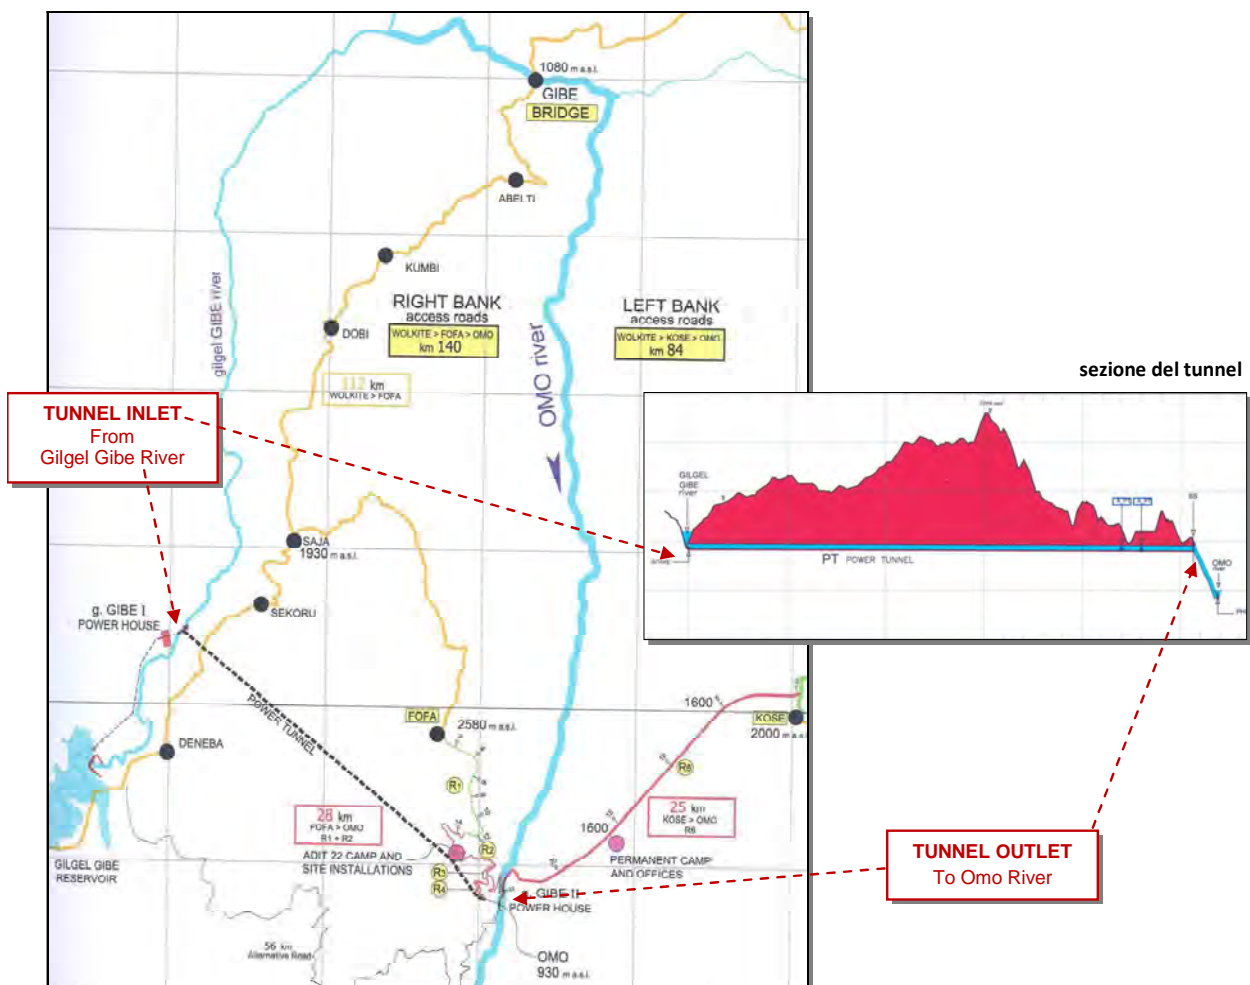 1080 m a.s.l.
GIBE
BRIDGE
ABELTI
KUMBI
gilgel GIBE river
RIGHT BANK
access roads
WOLKITE > FOFA > OMO
km 140
LEFT BANK
access roads
WOLKITE > KOSE > OMO
km 84
DOBI
OMO river
112 km
WOLKITE > FOFA
sezione del tunnel
TUNNEL INLET
From
Gilgel Gibe River
GILGEL
GIBE
river
PT POWER TUNNEL
SS
OMO
river
SAJA
1930 m a.s.l.
SEKORU
g. GIBE I
POWER HOUSE
POWER TUNNEL
FOFA
2580 m a.s.l.
1600
KOSE
2000 m a.s.l.
DENEBA
R1
R6
28 km
FOFA > OMO
R1 + R2
25 km
KOSE > OMO
R6
1600
R2
ADIT 22 CAMP AND
SITE INSTALLATIONS
R3
R4
PERMANENT CAMP
AND OFFICES
GILGEL GIBE
RESERVOIR
GIBE II
POWER HOUSE
TUNNEL OUTLET
To Omo River
56 km
Alternative Road
OMO
930 m a.s.l.